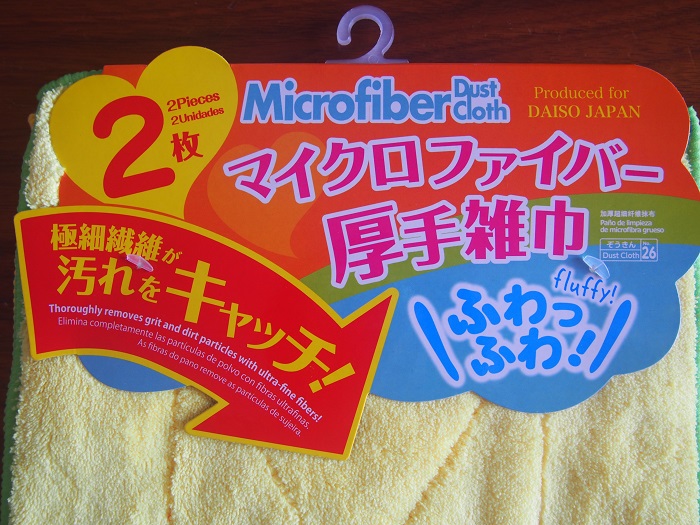 2枚
2Pieces
2Unidades
Microfiber Dust Cloth
Produced for
DAISO JAPAN
マイクロファイバー
厚手雑巾
加厚超細纤维抹布
Paño de limpieza
de microfibra grueso
ぞうきん
Dust Cloth
No.
26
極細繊維が
汚れを
キャッチ!
Thoroughly removes grit and dirt particles with ultra-fine fibers!
Elimina completamente las partículas de polvo con fibras ultrafinas.
As fibras do pano remove as partículas de sujeira.
fluffy!
ふわっ
ふわ!